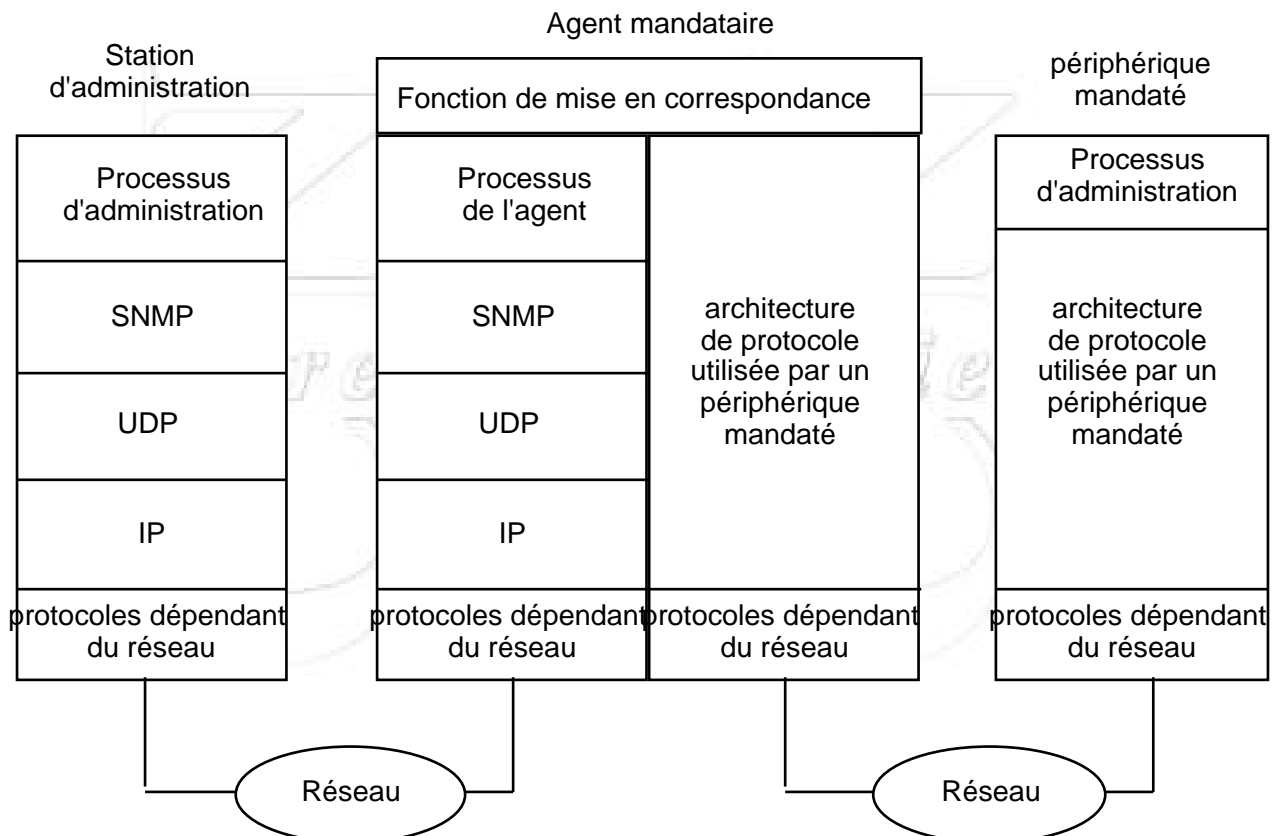 Agent mandataire
Station
d'administration
périphérique
mandaté
Fonction de mise en correspondance
Processus
d'administration
SNMP
UDP
IP
protocoles dépendant
du réseau
Processus
de l'agent
SNMP
UDP
IP
protocoles dépendant
du réseau
architecture
de protocole
utilisée par un
périphérique
mandaté
protocoles dépendant
du réseau
Processus
d'administration
architecture
de protocole
utilisée par un
périphérique
mandaté
protocoles dépendant
du réseau
Réseau
Réseau